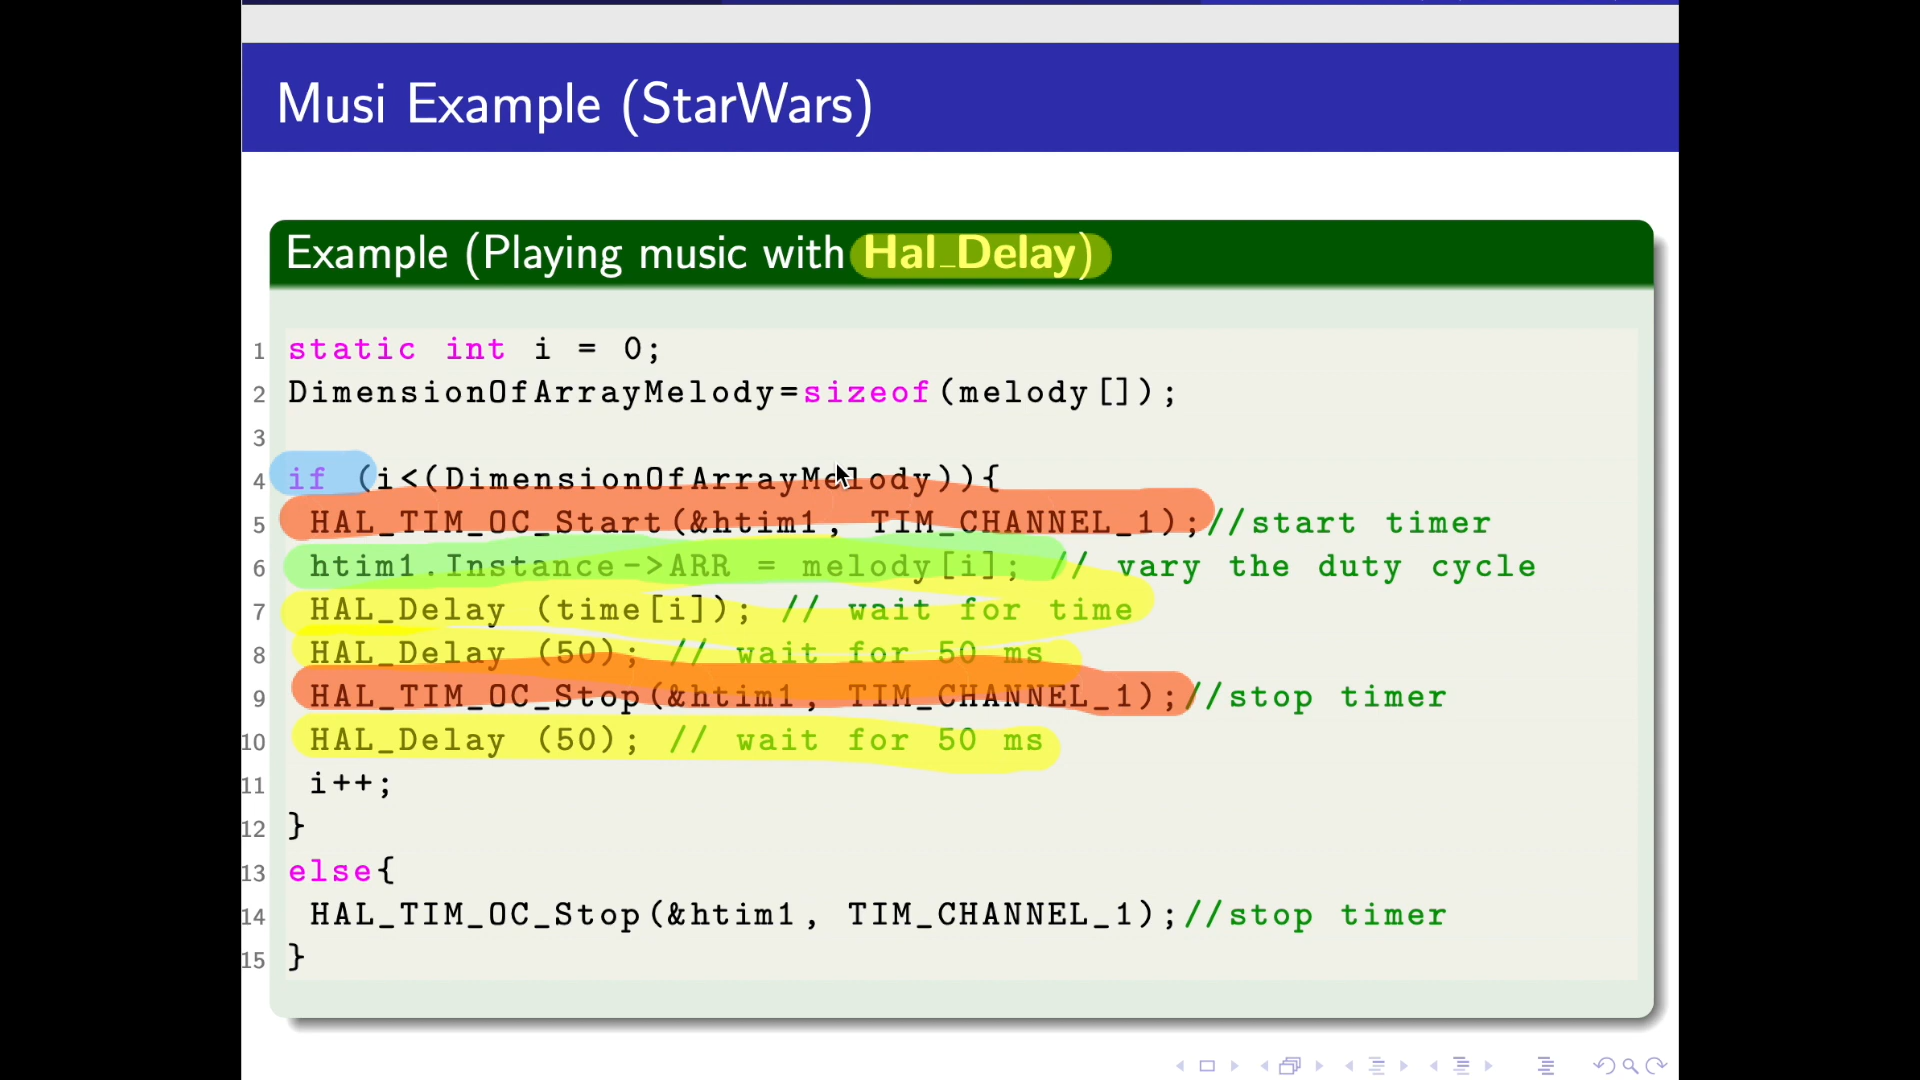 Musi Example (StarWars)
Example (Playing music with Hal_Delay)
1 static int i = 0;
2 DimensionOfArrayMelody=sizeof(melody[]);
3
4 if (i<(DimensionOfArrayMelody)){
5 HAL_TIM_OC_Start(&htim1, TIM_CHANNEL_1);//start timer
6 htim1.Instance->ARR = melody[i]; // vary the duty cycle
7 HAL_Delay (time[i]); // wait for time
8 HAL_Delay (50); // wait for 50 ms
9 HAL_TIM_OC_Stop(&htim1, TIM_CHANNEL_1);//stop timer
10 HAL_Delay (50); // wait for 50 ms
11 i++;
12 }
13 else{
14 HAL_TIM_OC_Stop(&htim1, TIM_CHANNEL_1);//stop timer
15 }